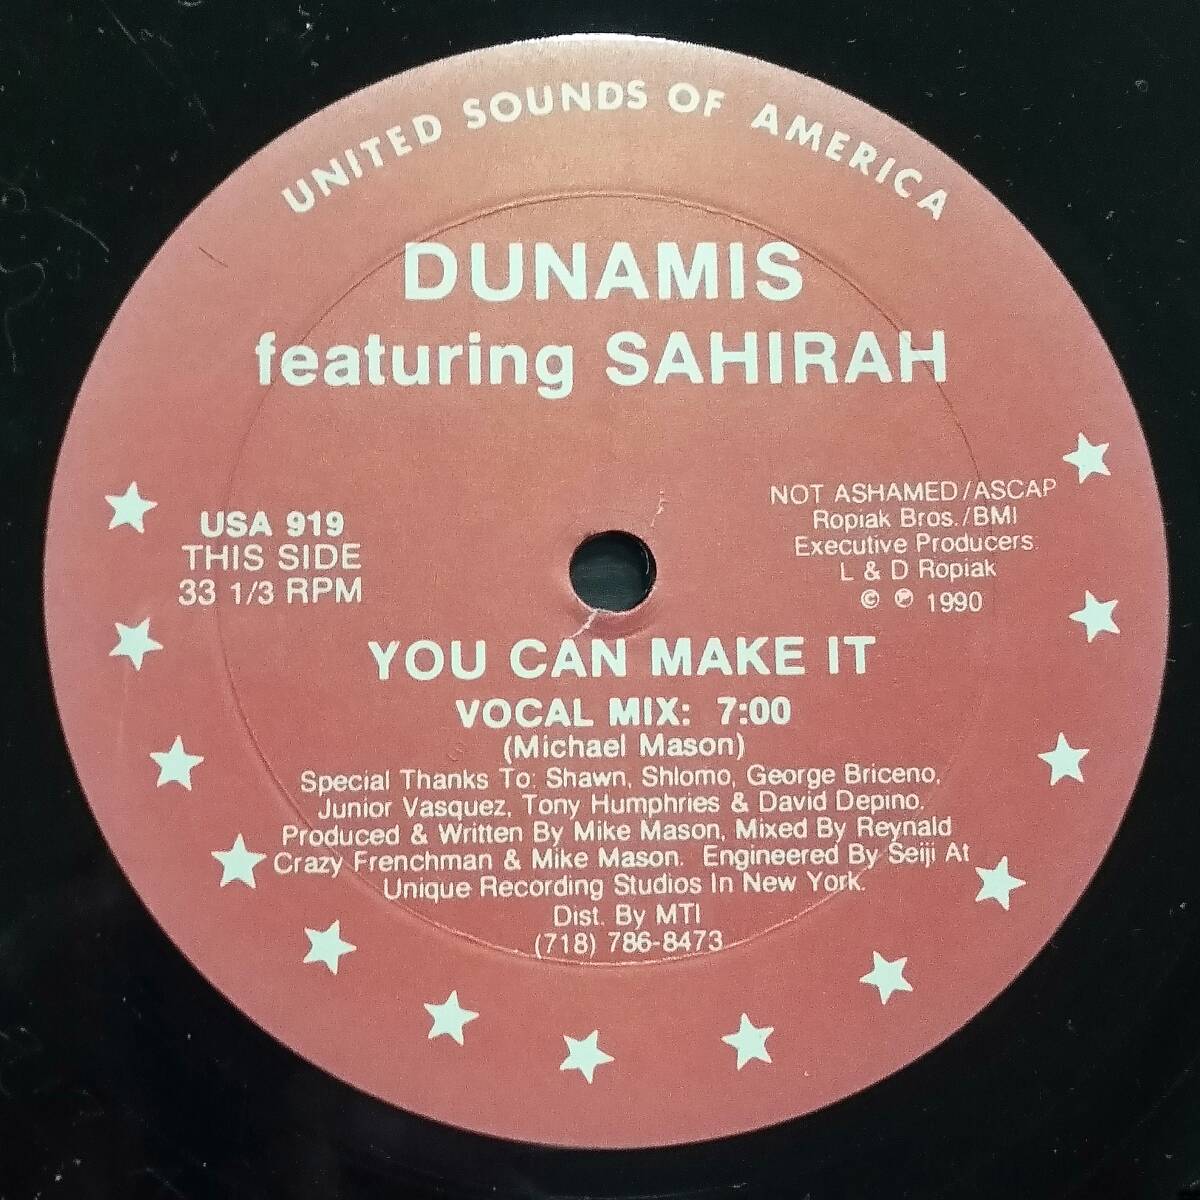 UNITED SOUNDS OF AMERICA
DUNAMIS
featuring SAHIRAH
USA 919
THIS SIDE
33 1/3 RPM
NOT ASHAMED/ASCAP
Ropiak Bros./BMI
Executive Producers:
L & D Ropiak
© ℗ 1990
YOU CAN MAKE IT
VOCAL MIX: 7:00
(Michael Mason)
Special Thanks To: Shawn, Shlomo, George Briceno,
Junior Vasquez, Tony Humphries & David Depino.
Produced & Written By Mike Mason, Mixed By Reynald
Crazy Frenchman & Mike Mason. Engineered By Seiji At
Unique Recording Studios In New York.
Dist. By MTI
(718) 786-8473